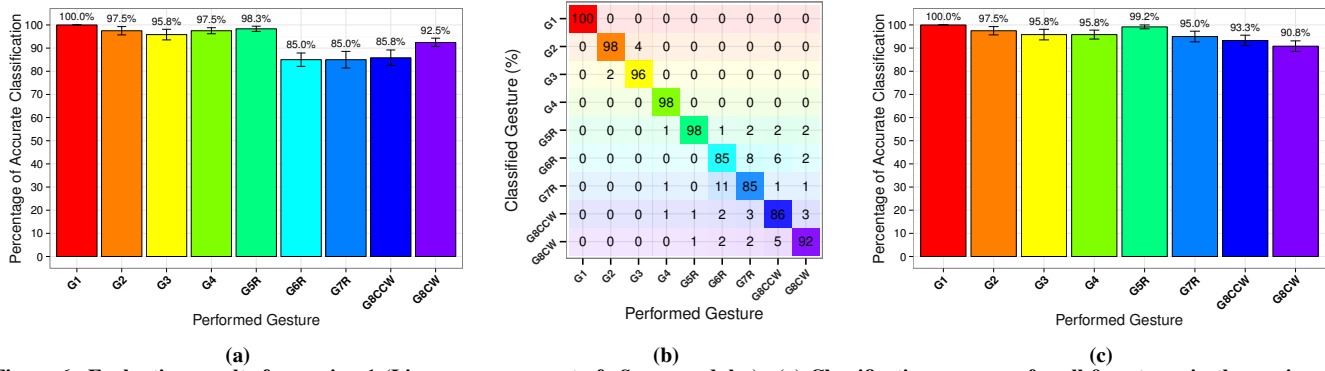 Percentage of Accurate Classification
100
90
80
70
60
50
40
30
20
10
0
100.0% 97.5% 95.8% 97.5% 98.3% 85.0% 85.0% 85.8% 92.5%
G1 G2 G3 G4 G5R G6R G7R G8CCW G8CW
Performed Gesture
(a)
Classified Gesture (%)
G1 100 0 0 0 0 0 0 0 0
G2 0 98 4 0 0 0 0 0 0
G3 0 2 96 0 0 0 0 0 0
G4 0 0 0 98 0 0 0 0 0
G5R 0 0 0 1 98 1 2 2 2
G6R 0 0 0 0 0 85 8 6 2
G7R 0 0 0 1 0 11 85 1 1
G8CCW 0 0 0 1 1 2 3 86 3
G8CW 0 0 0 0 1 2 2 5 92
G1 G2 G3 G4 G5R G6R G7R G8CCW G8CW
Performed Gesture
(b)
Percentage of Accurate Classification
100
90
80
70
60
50
40
30
20
10
0
100.0% 97.5% 95.8% 95.8% 99.2% 95.0% 93.3% 90.8%
G1 G2 G3 G4 G5R G7R G8CCW G8CW
Performed Gesture
(c)